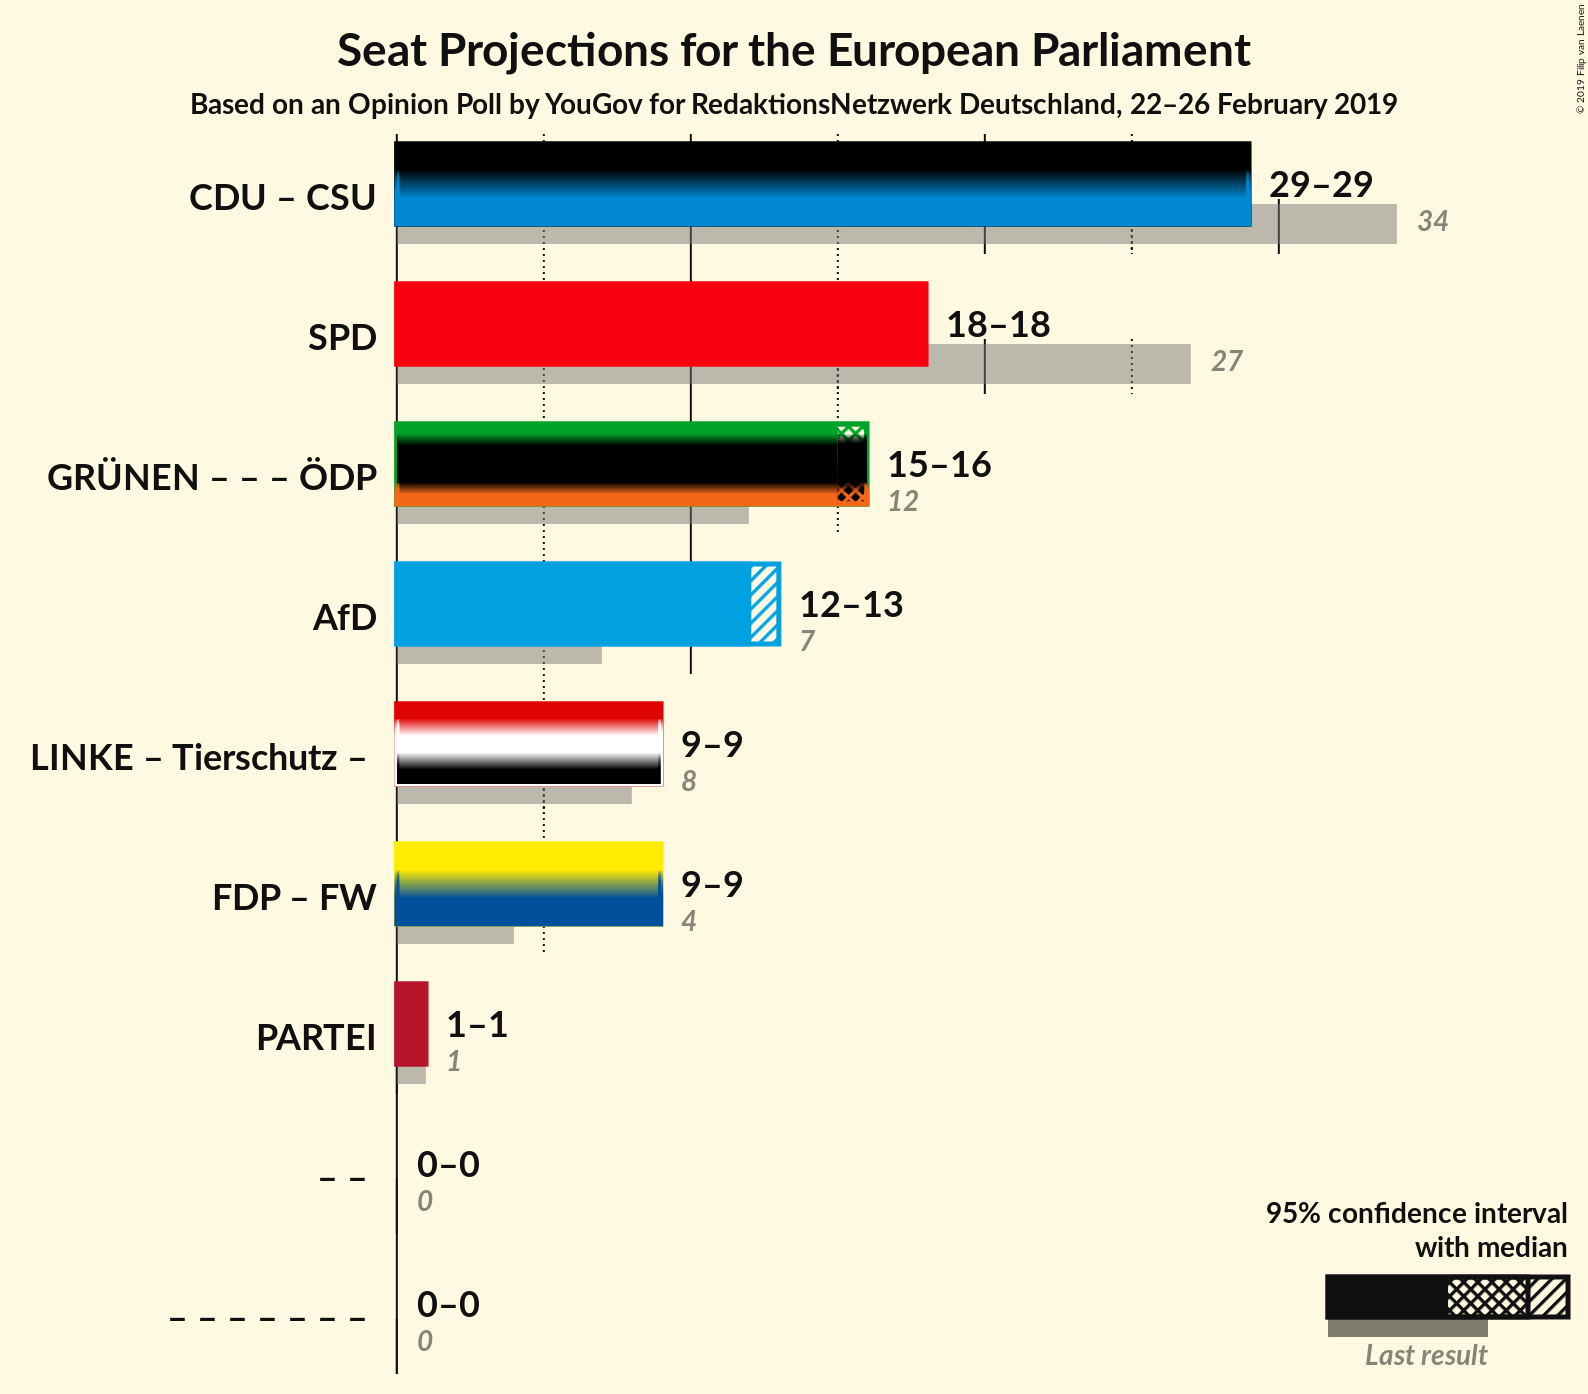 Seat Projections for the European Parliament
Based on an Opinion Poll by YouGov for RedaktionsNetzwerk Deutschland, 22–26 February 2019
© 2019 Filip van Laenen
CDU – CSU
29–29
34
SPD
18–18
27
GRÜNEN – – – ÖDP
15–16
12
AfD
12–13
7
LINKE – Tierschutz –
9–9
8
FDP – FW
9–9
4
PARTEI
1–1
1
– –
0–0
0
– – – – – – –
0–0
0
95% confidence interval
with median
Last result